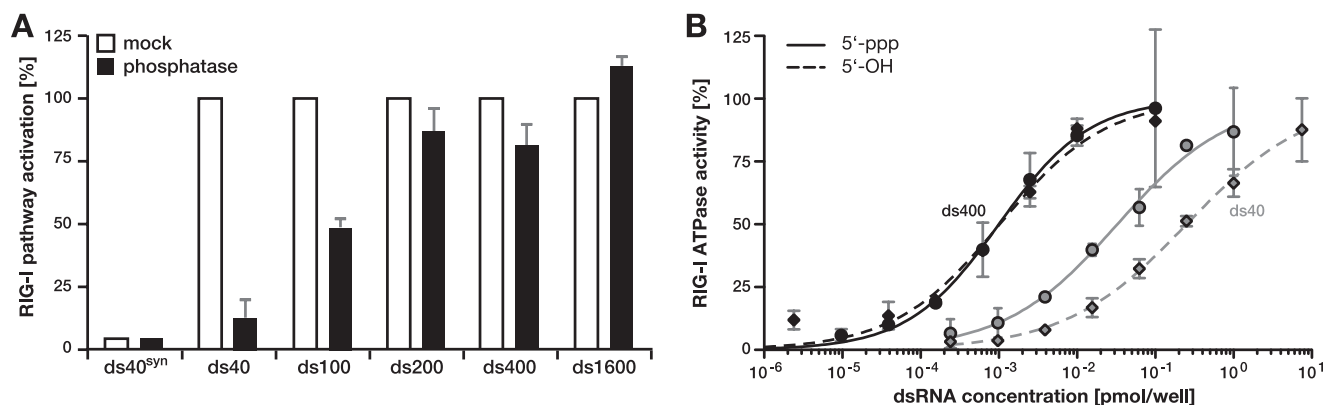 A
RIG-I pathway activation [%]
125
100
75
50
25
0
mock
phosphatase
ds40syn
ds40
ds100
ds200
ds400
ds1600
B
RIG-I ATPase activity [%]
125
100
75
50
25
0
5‘-ppp
5‘-OH
ds400
ds40
10-6
10-5
10-4
10-3
10-2
10-1
100
101
dsRNA concentration [pmol/well]